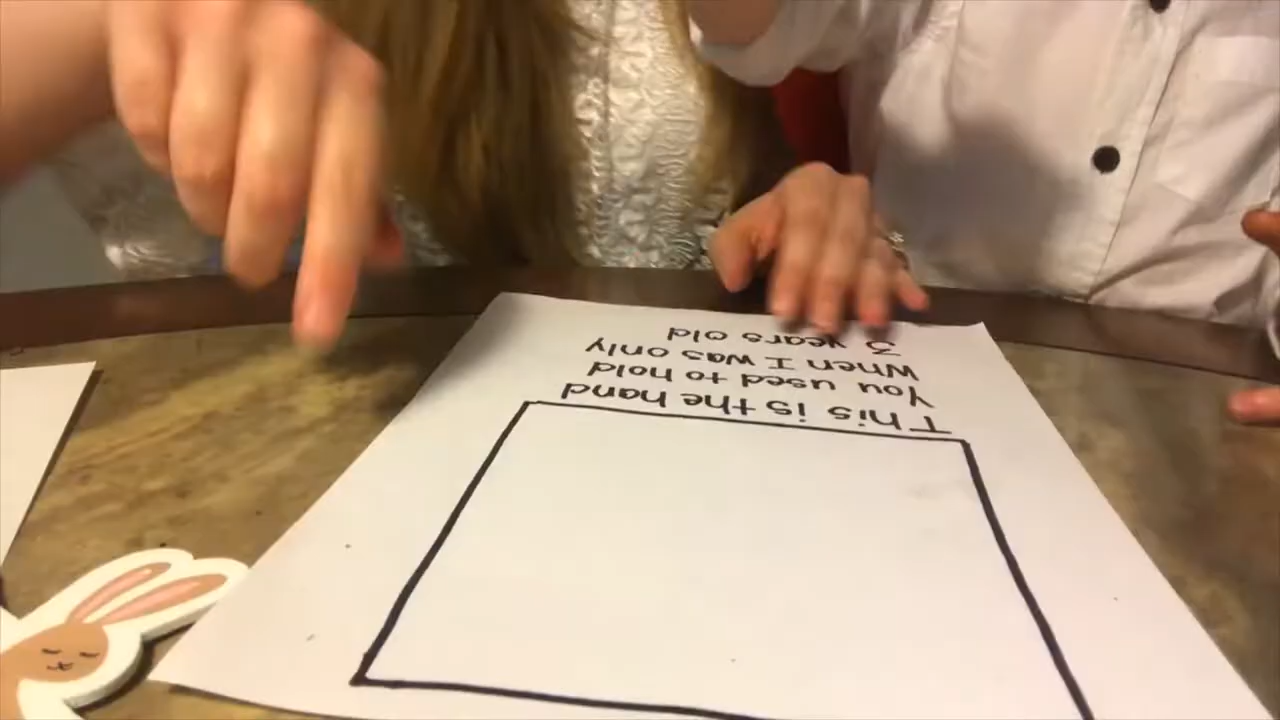 This is the hand
You used to hold
When I was only
3 years old